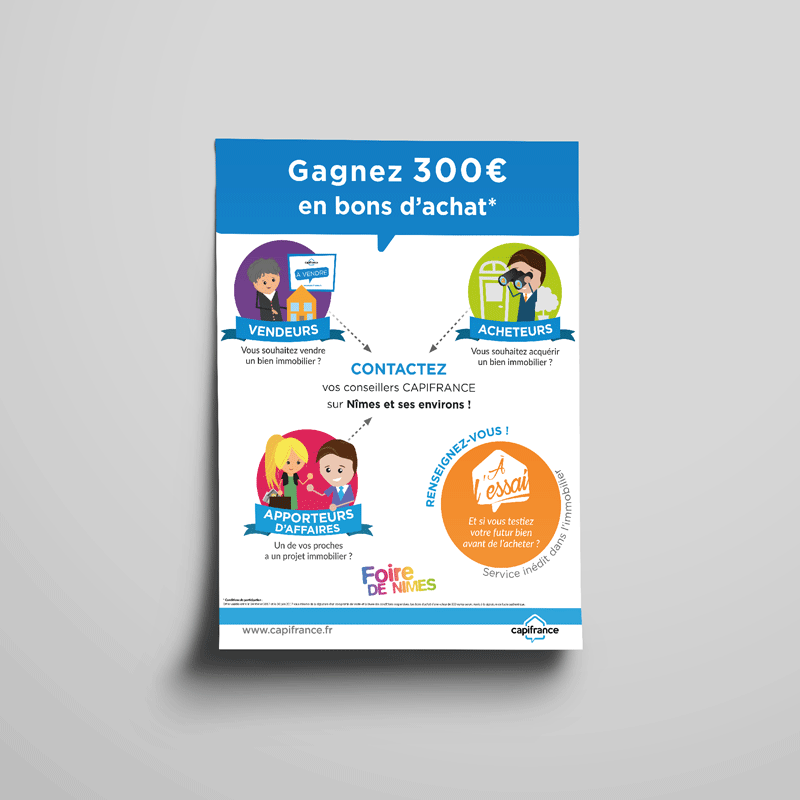 Gagnez 300€
en bons d'achat*
capifrance
À VENDRE
VENDEURS
Vous souhaitez vendre
un bien immobilier ?
ACHETEURS
Vous souhaitez acquérir
un bien immobilier ?
CONTACTEZ
vos conseillers CAPIFRANCE
sur Nîmes et ses environs !
APPORTEURS
D'AFFAIRES
Un de vos proches
a un projet immobilier ?
RENSEIGNEZ-VOUS !
À
l'essai
Et si vous testiez
votre futur bien
avant de l'acheter ?
Service inédit dans l'immobilier
Foire
DE NIMES
* Conditions de participation :
www.capifrance.fr
capifrance